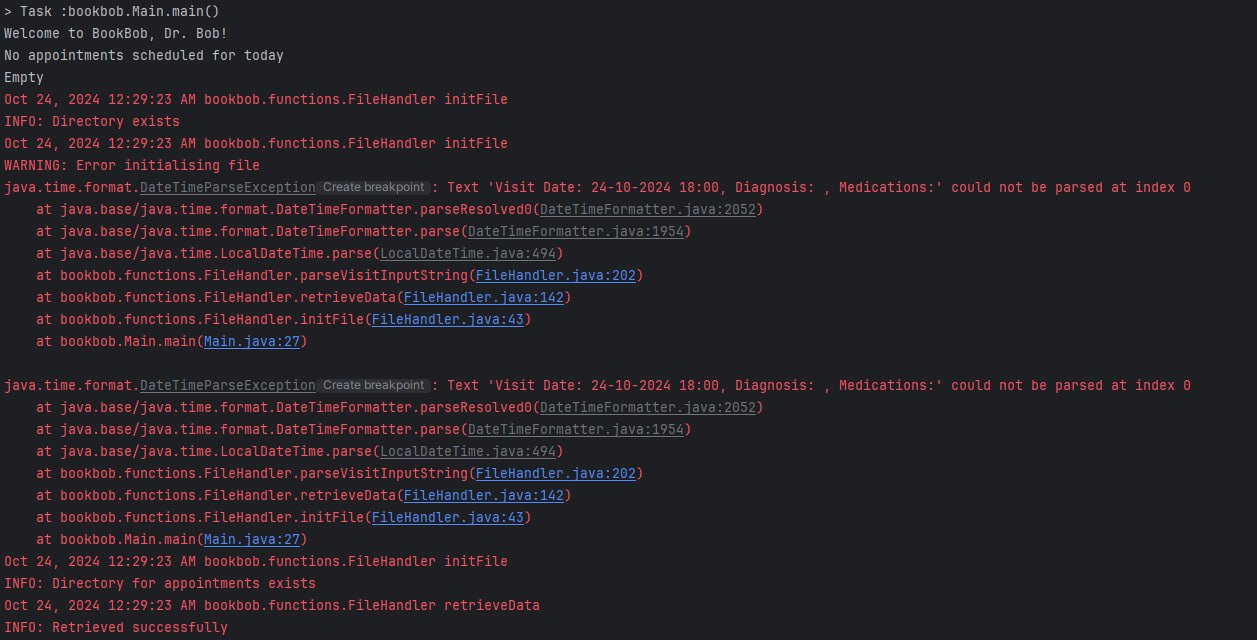 > Task :bookbob.Main.main()
Welcome to BookBob, Dr. Bob!
No appointments scheduled for today
Empty
Oct 24, 2024 12:29:23 AM bookbob.functions.FileHandler initFile
INFO: Directory exists
Oct 24, 2024 12:29:23 AM bookbob.functions.FileHandler initFile
WARNING: Error initialising file
java.time.format.DateTimeParseException Create breakpoint : Text 'Visit Date: 24-10-2024 18:00, Diagnosis: , Medications:' could not be parsed at index 0
    at java.base/java.time.format.DateTimeFormatter.parseResolved0(DateTimeFormatter.java:2052)
    at java.base/java.time.format.DateTimeFormatter.parse(DateTimeFormatter.java:1954)
    at java.base/java.time.LocalDateTime.parse(LocalDateTime.java:494)
    at bookbob.functions.FileHandler.parseVisitInputString(FileHandler.java:202)
    at bookbob.functions.FileHandler.retrieveData(FileHandler.java:142)
    at bookbob.functions.FileHandler.initFile(FileHandler.java:43)
    at bookbob.Main.main(Main.java:27)

java.time.format.DateTimeParseException Create breakpoint : Text 'Visit Date: 24-10-2024 18:00, Diagnosis: , Medications:' could not be parsed at index 0
    at java.base/java.time.format.DateTimeFormatter.parseResolved0(DateTimeFormatter.java:2052)
    at java.base/java.time.format.DateTimeFormatter.parse(DateTimeFormatter.java:1954)
    at java.base/java.time.LocalDateTime.parse(LocalDateTime.java:494)
    at bookbob.functions.FileHandler.parseVisitInputString(FileHandler.java:202)
    at bookbob.functions.FileHandler.retrieveData(FileHandler.java:142)
    at bookbob.functions.FileHandler.initFile(FileHandler.java:43)
    at bookbob.Main.main(Main.java:27)
Oct 24, 2024 12:29:23 AM bookbob.functions.FileHandler initFile
INFO: Directory for appointments exists
Oct 24, 2024 12:29:23 AM bookbob.functions.FileHandler retrieveData
INFO: Retrieved successfully